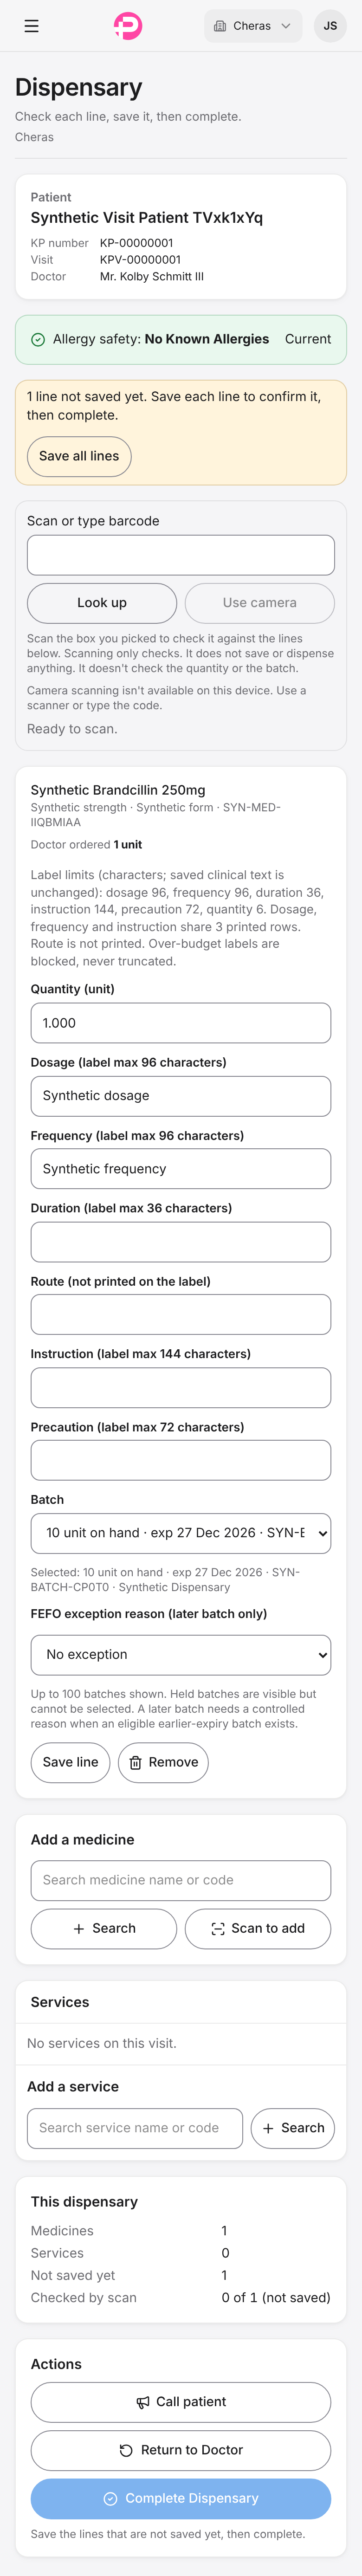 Cheras
JS
Dispensary
Check each line, save it, then complete.
Cheras
Patient
Synthetic Visit Patient TVxk1xYq
KP number KP-00000001
Visit KPV-00000001
Doctor Mr. Kolby Schmitt III
Allergy safety: No Known Allergies Current
1 line not saved yet. Save each line to confirm it,
then complete.
Save all lines
Scan or type barcode
Look up Use camera
Scan the box you picked to check it against the lines
below. Scanning only checks. It does not save or dispense
anything. It doesn't check the quantity or the batch.
Camera scanning isn't available on this device. Use a
scanner or type the code.
Ready to scan.
Synthetic Brandcillin 250mg
Synthetic strength · Synthetic form · SYN-MED-
IIQBMIAA
Doctor ordered 1 unit
Label limits (characters; saved clinical text is
unchanged): dosage 96, frequency 96, duration 36,
instruction 144, precaution 72, quantity 6. Dosage,
frequency and instruction share 3 printed rows.
Route is not printed. Over-budget labels are
blocked, never truncated.
Quantity (unit)
1.000
Dosage (label max 96 characters)
Synthetic dosage
Frequency (label max 96 characters)
Synthetic frequency
Duration (label max 36 characters)
Route (not printed on the label)
Instruction (label max 144 characters)
Precaution (label max 72 characters)
Batch
10 unit on hand · exp 27 Dec 2026 · SYN-E
Selected: 10 unit on hand · exp 27 Dec 2026 · SYN-
BATCH-CP0T0 · Synthetic Dispensary
FEFO exception reason (later batch only)
No exception
Up to 100 batches shown. Held batches are visible but
cannot be selected. A later batch needs a controlled
reason when an eligible earlier-expiry batch exists.
Save line Remove
Add a medicine
Search medicine name or code
Search Scan to add
Services
No services on this visit.
Add a service
Search service name or code Search
This dispensary
Medicines 1
Services 0
Not saved yet 1
Checked by scan 0 of 1 (not saved)
Actions
Call patient
Return to Doctor
Complete Dispensary
Save the lines that are not saved yet, then complete.